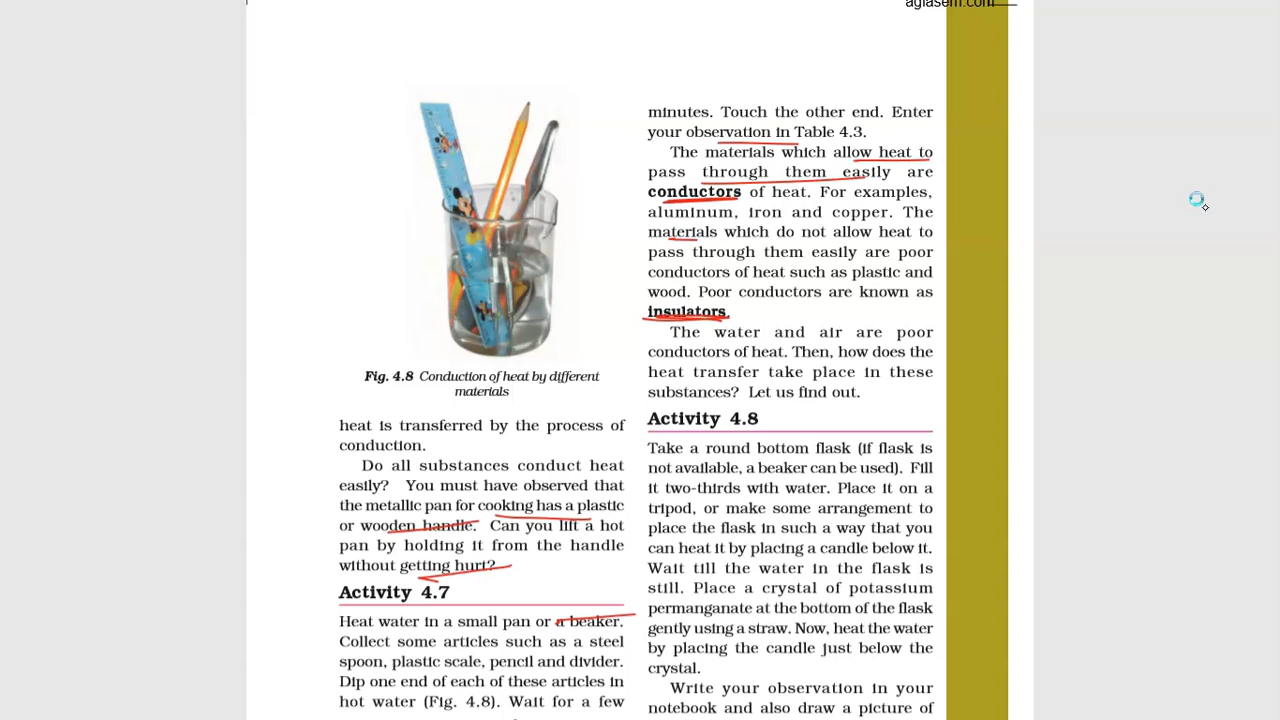 aglasem.com
Fig. 4.8 Conduction of heat by different
materials
heat is transferred by the process of
conduction.
Do all substances conduct heat
easily? You must have observed that
the metallic pan for cooking has a plastic
or wooden handle. Can you lift a hot
pan by holding it from the handle
without getting hurt?
Activity 4.7
Heat water in a small pan or a beaker.
Collect some articles such as a steel
spoon, plastic scale, pencil and divider.
Dip one end of each of these articles in
hot water (Fig. 4.8). Wait for a few
minutes. Touch the other end. Enter
your observation in Table 4.3.
The materials which allow heat to
pass through them easily are
conductors of heat. For examples,
aluminum, iron and copper. The
materials which do not allow heat to
pass through them easily are poor
conductors of heat such as plastic and
wood. Poor conductors are known as
insulators.
The water and air are poor
conductors of heat. Then, how does the
heat transfer take place in these
substances? Let us find out.
Activity 4.8
Take a round bottom flask (if flask is
not available, a beaker can be used). Fill
it two-thirds with water. Place it on a
tripod, or make some arrangement to
place the flask in such a way that you
can heat it by placing a candle below it.
Wait till the water in the flask is
still. Place a crystal of potassium
permanganate at the bottom of the flask
gently using a straw. Now, heat the water
by placing the candle just below the
crystal.
Write your observation in your
notebook and also draw a picture of